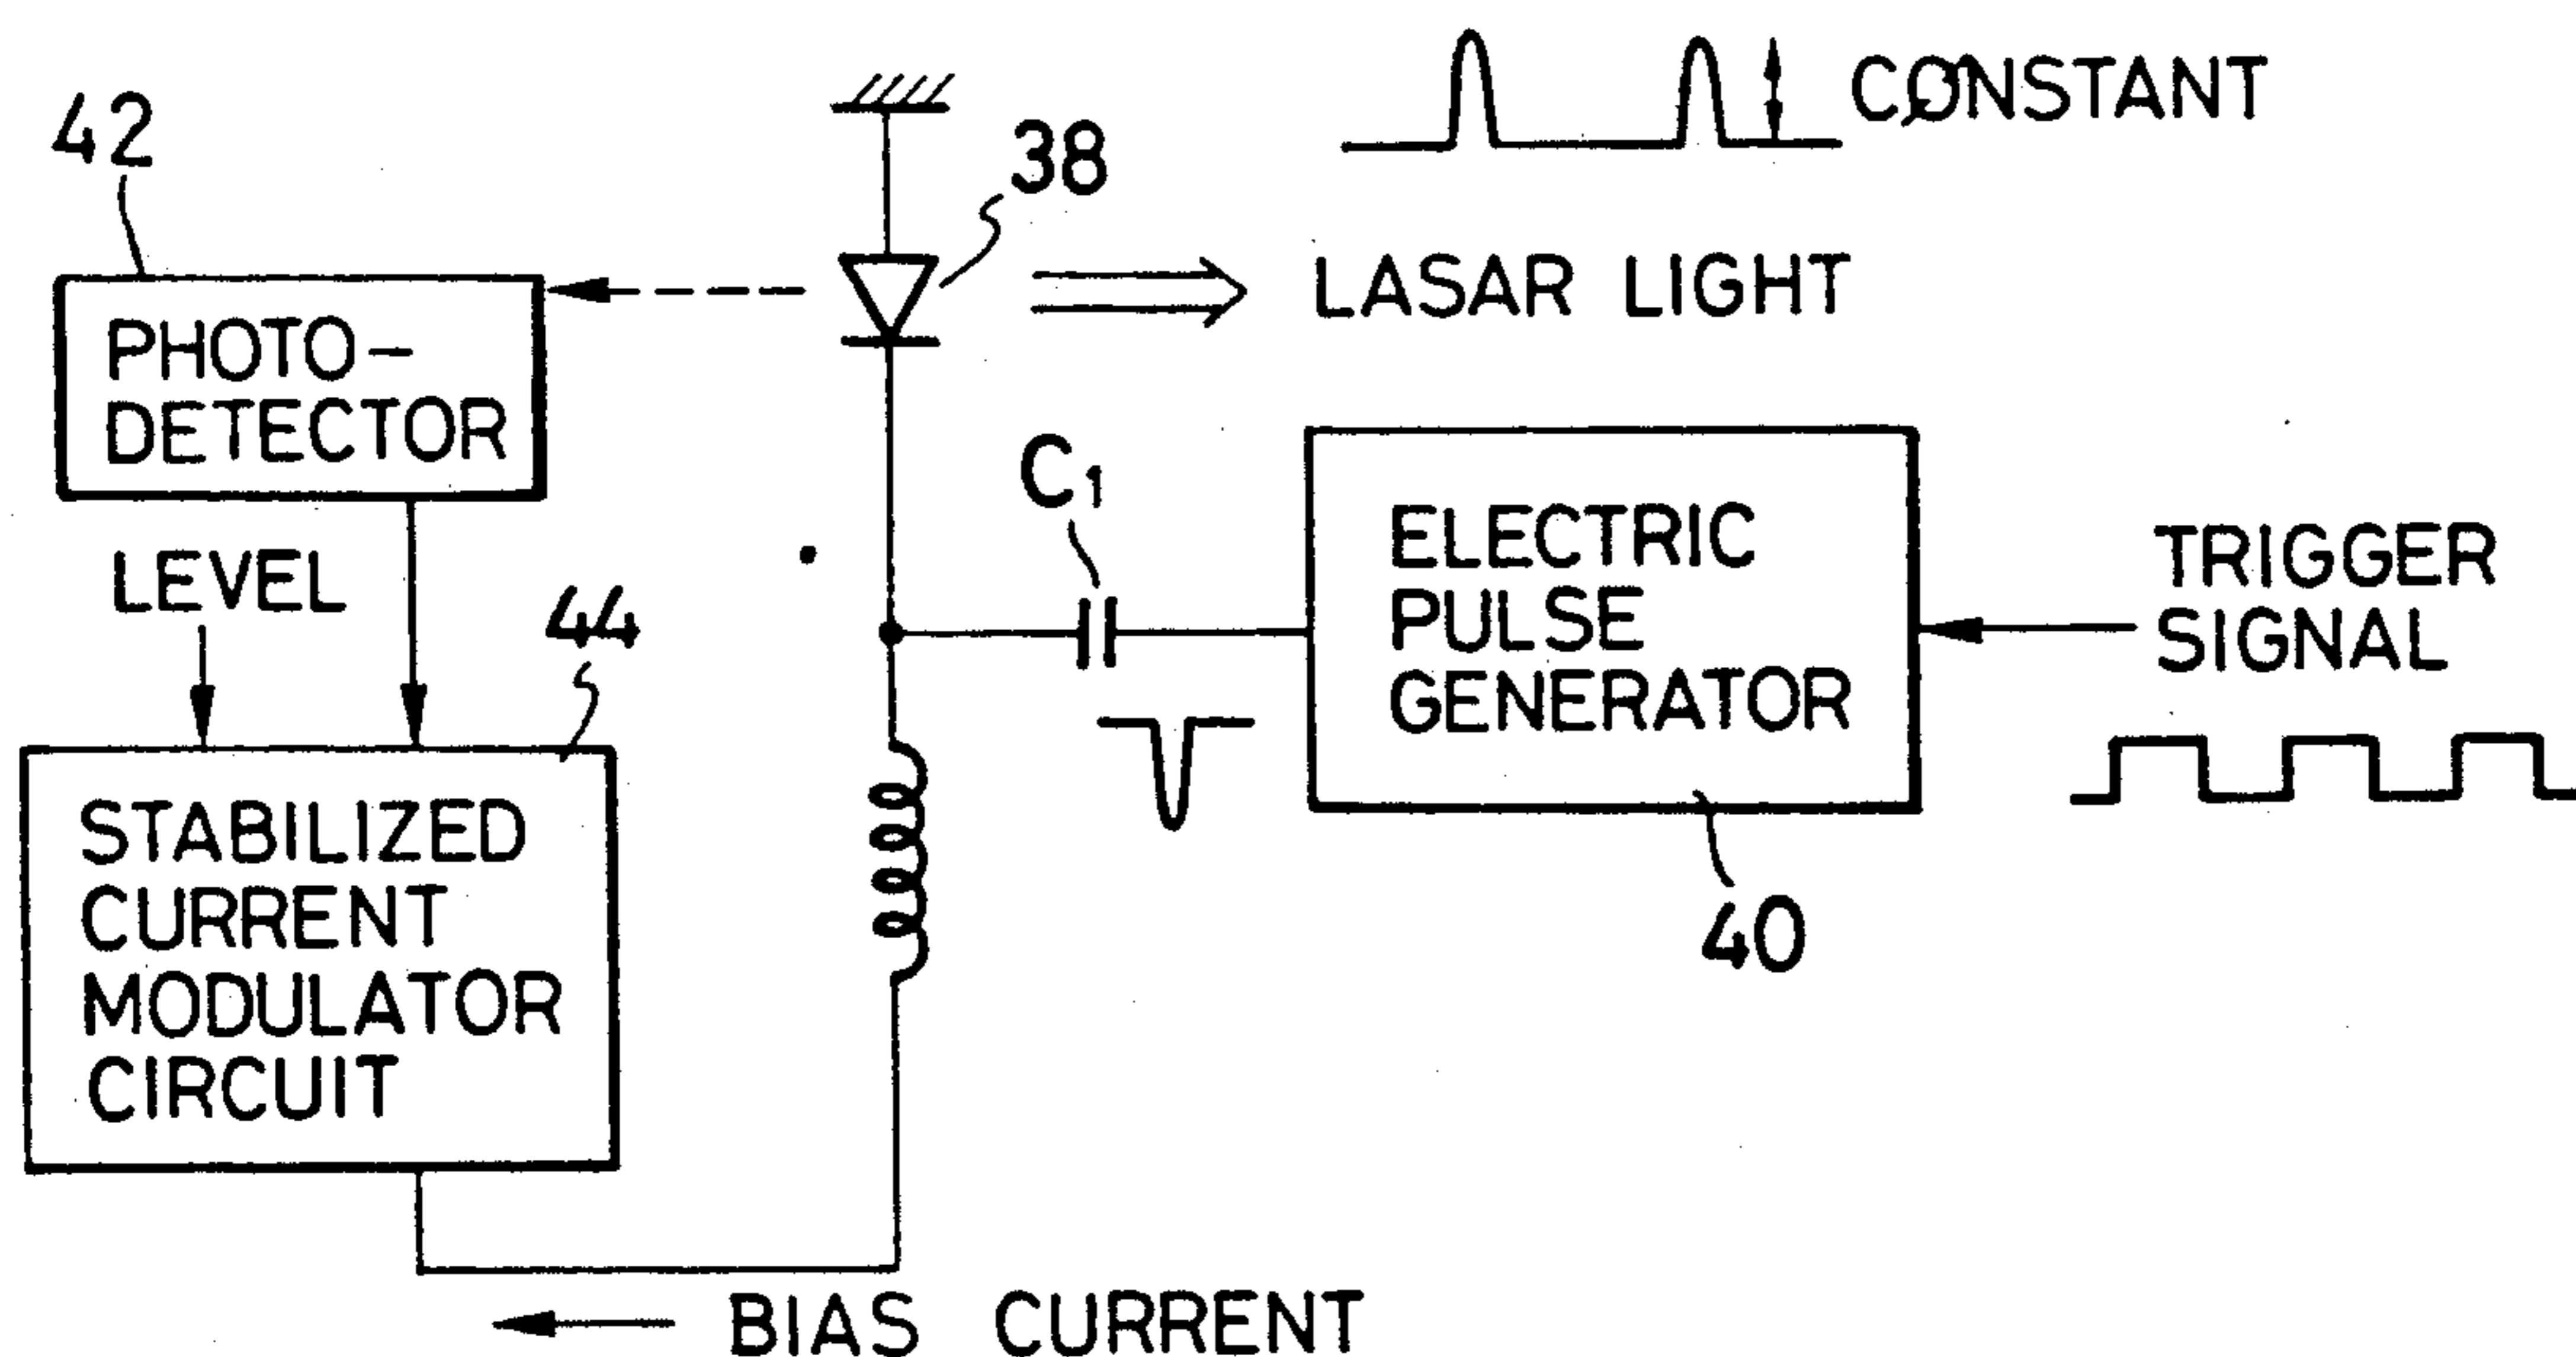 CONSTANT
42
38
LASAR LIGHT
PHOTO-
DETECTOR
C1
LEVEL
44
ELECTRIC
PULSE
GENERATOR
TRIGGER
SIGNAL
STABILIZED
CURRENT
MODULATOR
CIRCUIT
40
BIAS CURRENT